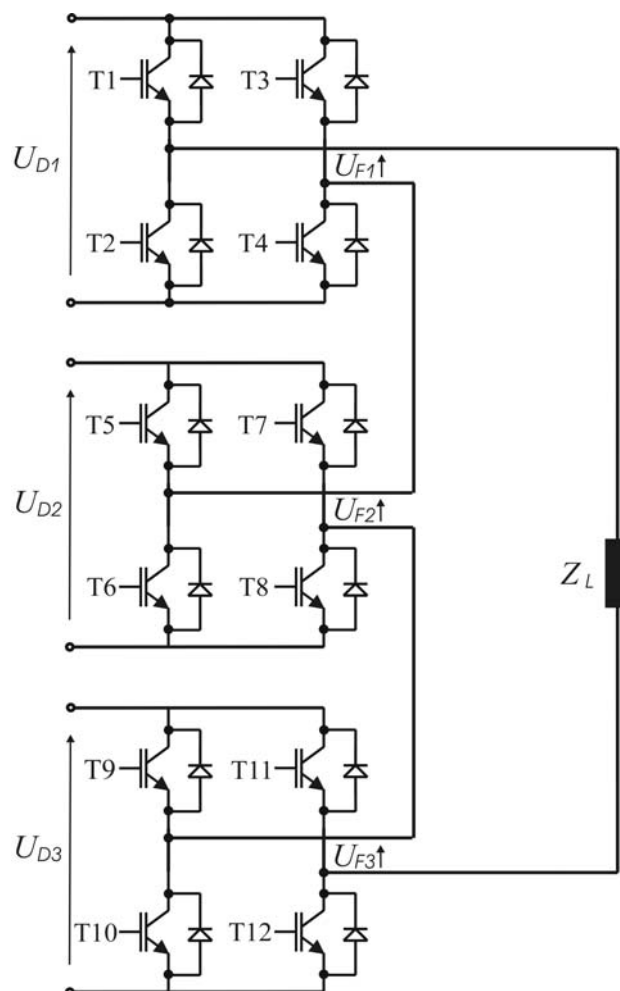 T1 T3
U_D1 U_F1
T2 T4
T5 T7
U_D2 U_F2
T6 T8
Z_L
T9 T11
U_D3 U_F3
T10 T12